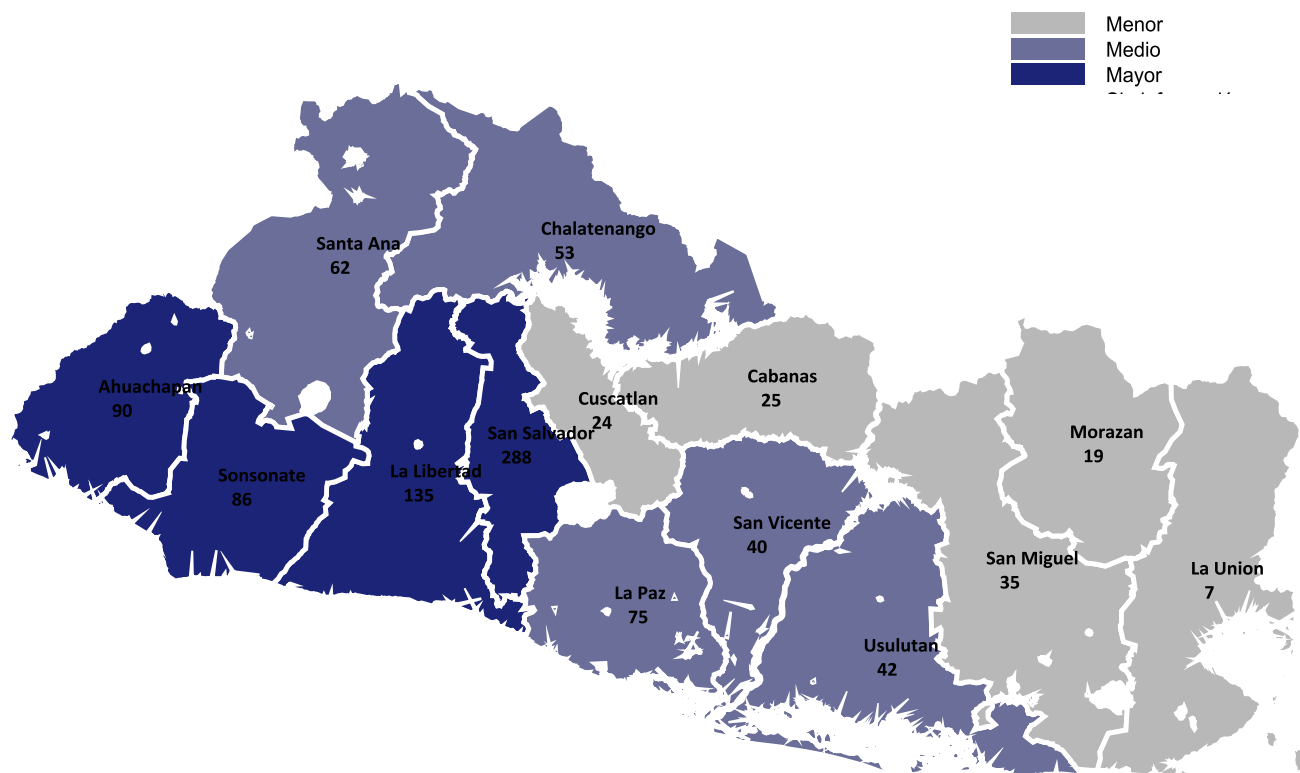 Menor
Medio
Mayor
Chalatenango
53
Santa Ana
62
Cabanas
25
Ahuachapan
90
Cuscatlan
24
San Salvador
288
Morazan
19
La Libertad
135
Sonsonate
86
San Vicente
40
San Miguel
35
La Union
7
La Paz
75
Usulutan
42